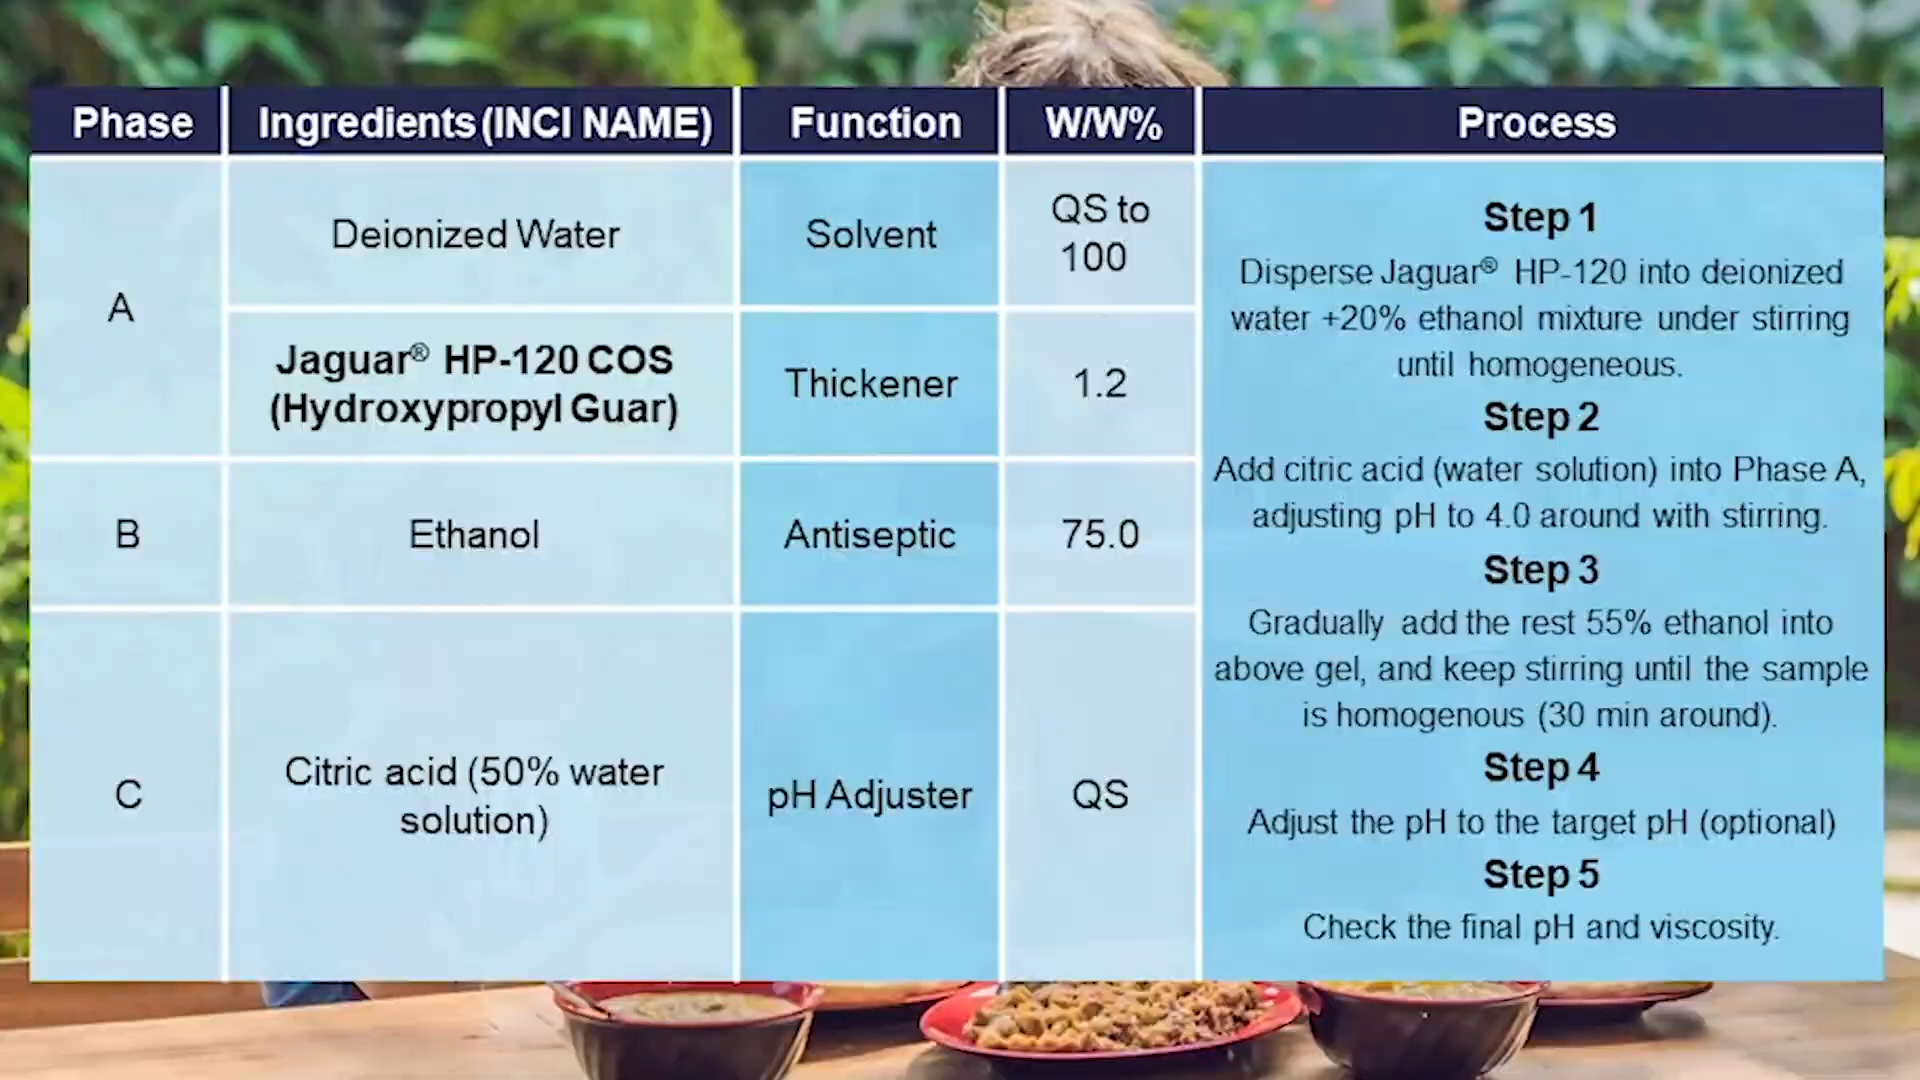 Phase
Ingredients (INCI NAME)
Function
W/W%
Process
A
Deionized Water
Solvent
QS to
100
Jaguar® HP-120 COS
(Hydroxypropyl Guar)
Thickener
1.2
B
Ethanol
Antiseptic
75.0
C
Citric acid (50% water
solution)
pH Adjuster
QS
Step 1
Disperse Jaguar® HP-120 into deionized
water +20% ethanol mixture under stirring
until homogeneous.
Step 2
Add citric acid (water solution) into Phase A,
adjusting pH to 4.0 around with stirring.
Step 3
Gradually add the rest 55% ethanol into
above gel, and keep stirring until the sample
is homogenous (30 min around).
Step 4
Adjust the pH to the target pH (optional)
Step 5
Check the final pH and viscosity.